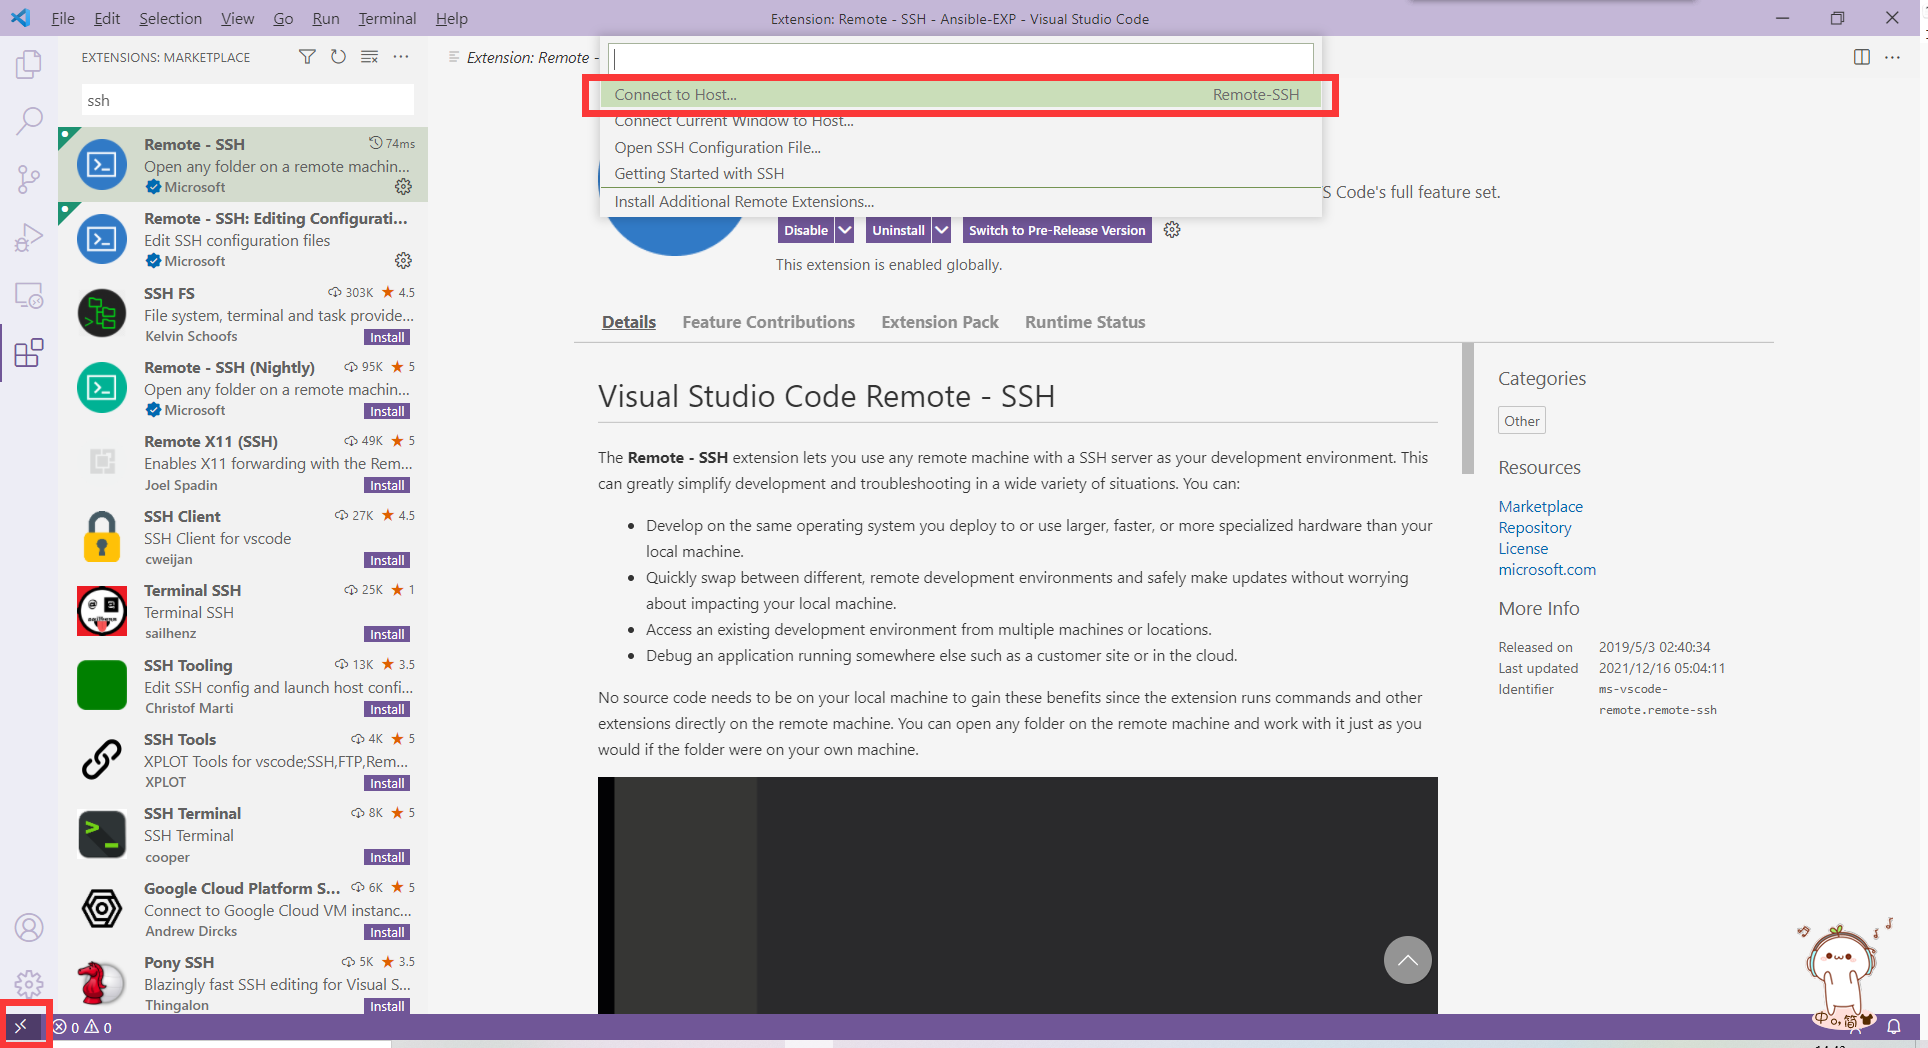 File Edit Selection View Go Run Terminal Help
Extension: Remote - SSH - Ansible-EXP - Visual Studio Code
EXTENSIONS: MARKETPLACE
ssh
Remote - SSH
74ms
Open any folder on a remote machin...
Microsoft
Remote - SSH: Editing Configurati...
Edit SSH configuration files
Microsoft
SSH FS
303K 4.5
File system, terminal and task provide...
Kelvin Schoofs
Install
Remote - SSH (Nightly)
95K 5
Open any folder on a remote machin...
Microsoft
Install
Remote X11 (SSH)
49K 5
Enables X11 forwarding with the Rem...
Joel Spadin
Install
SSH Client
27K 4.5
SSH Client for vscode
cweijan
Install
Terminal SSH
25K 1
Terminal SSH
sailhenz
Install
SSH Tooling
13K 3.5
Edit SSH config and launch host confi...
Christof Marti
Install
SSH Tools
4K 5
XPLOT Tools for vscode;SSH,FTP,Rem...
XPLOT
Install
SSH Terminal
8K 5
SSH Terminal
cooper
Install
Google Cloud Platform S...
6K 5
Connect to Google Cloud VM instanc...
Andrew Dircks
Install
Pony SSH
5K 3.5
Blazingly fast SSH editing for Visual S...
Thingalon
Install
0 0
Extension: Remote -
Connect to Host...
Remote-SSH
Connect Current Window to Host...
Open SSH Configuration File...
Getting Started with SSH
Install Additional Remote Extensions...
S Code's full feature set.
Disable
Uninstall
Switch to Pre-Release Version
This extension is enabled globally.
Details Feature Contributions Extension Pack Runtime Status
Visual Studio Code Remote - SSH
The Remote - SSH extension lets you use any remote machine with a SSH server as your development environment. This
can greatly simplify development and troubleshooting in a wide variety of situations. You can:
• Develop on the same operating system you deploy to or use larger, faster, or more specialized hardware than your
local machine.
• Quickly swap between different, remote development environments and safely make updates without worrying
about impacting your local machine.
• Access an existing development environment from multiple machines or locations.
• Debug an application running somewhere else such as a customer site or in the cloud.
No source code needs to be on your local machine to gain these benefits since the extension runs commands and other
extensions directly on the remote machine. You can open any folder on the remote machine and work with it just as you
would if the folder were on your own machine.
Categories
Other
Resources
Marketplace
Repository
License
microsoft.com
More Info
Released on 2019/5/3 02:40:34
Last updated 2021/12/16 05:04:11
Identifier ms-vscode-
remote.remote-ssh
中 简